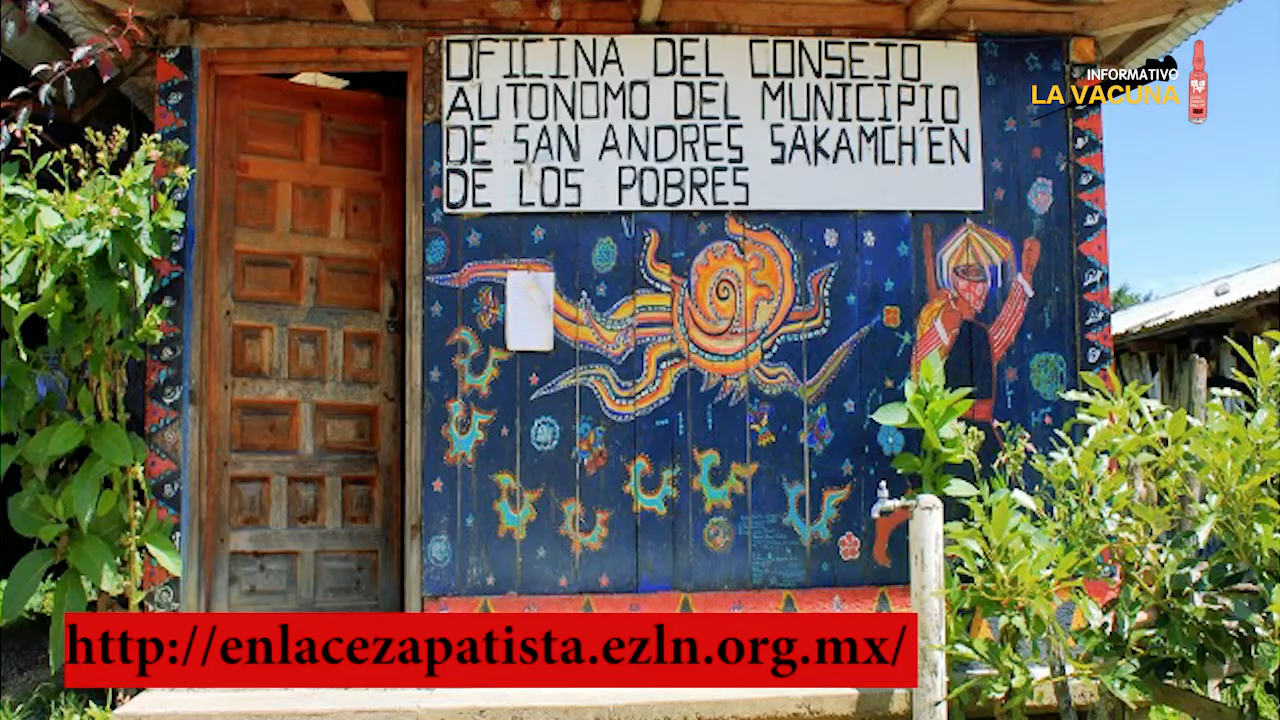 OFICINA DEL CONSEJO
AUTONOMO DEL MUNICIPIO
DE SAN ANDRES SAKAMCH´EN
DE LOS POBRES
INFORMATIVO
LA VACUNA
http://enlacezapatista.ezln.org.mx/